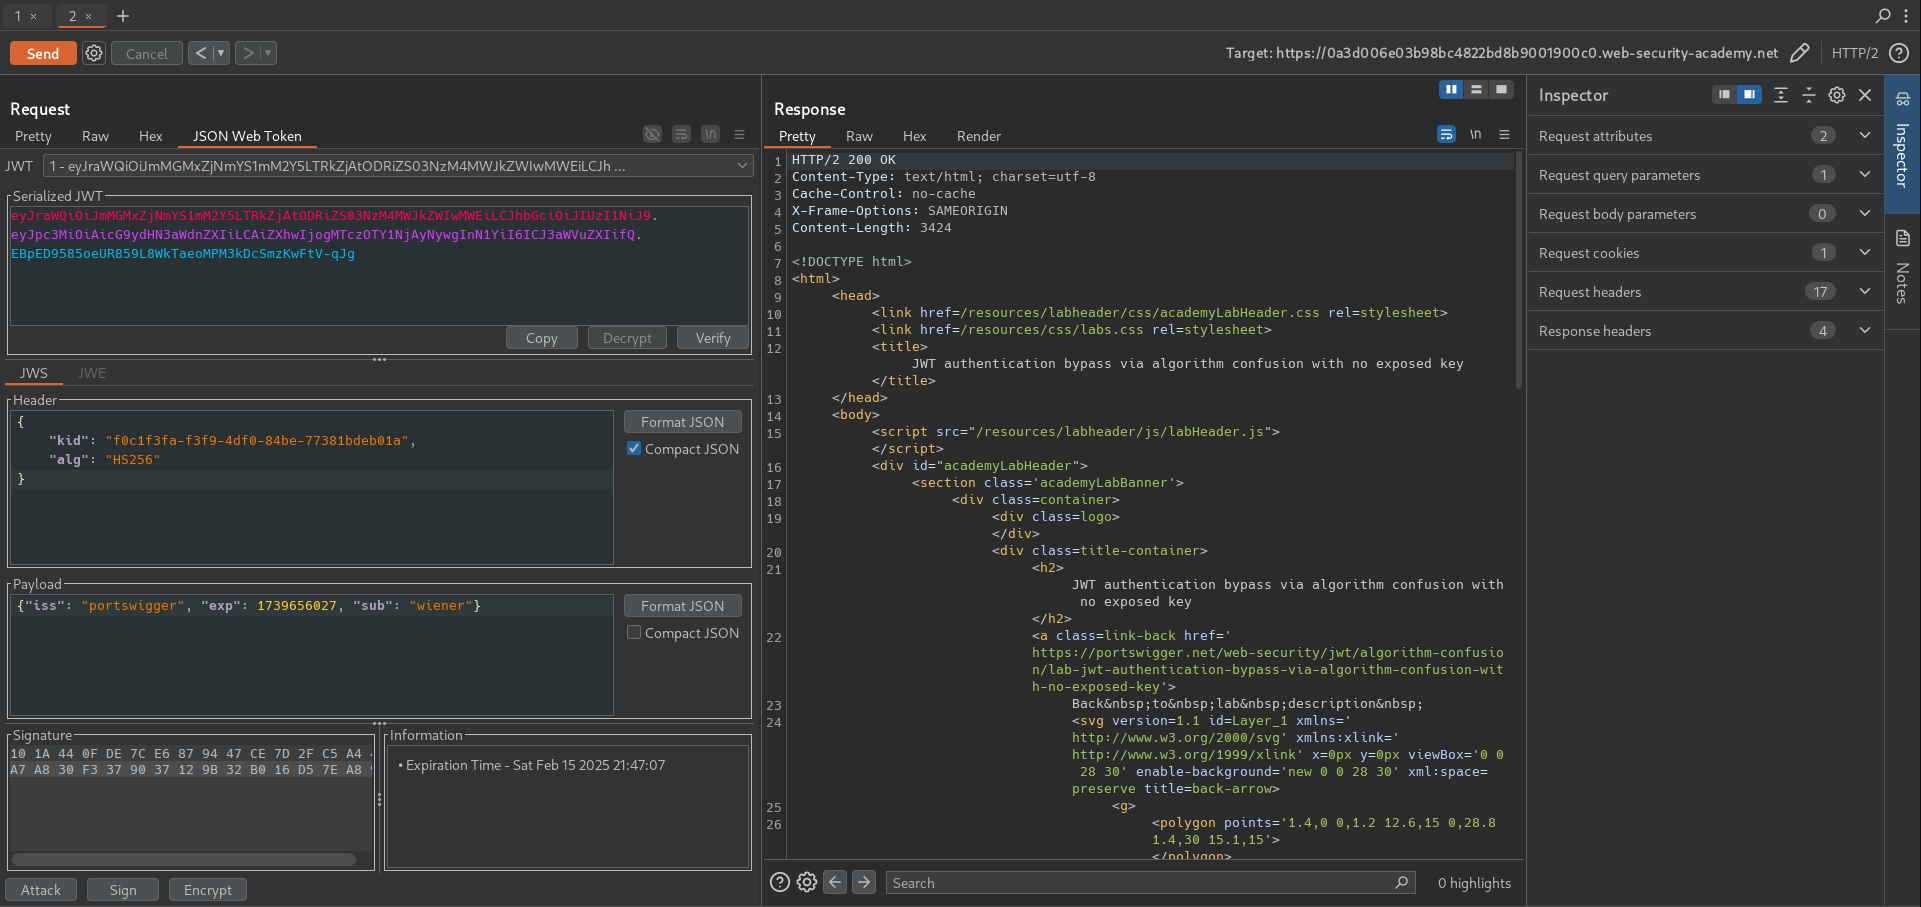 1 × 2 × +
Send Cancel < ▾ > ▾ Target: https://0a3d006e03b98bc4822bd8b9001900c0.web-security-academy.net HTTP/2
Request
Pretty Raw Hex JSON Web Token \n
JWT 1 - eyJraWQiOiJmMGMxZjNmYS1mM2Y5LTRkZjAtODRiZS03NzM4MWJkZWIwMWEiLCJh ...
Serialized JWT
eyJraWQiOiJmMGMxZjNmYS1mM2Y5LTRkZjAtODRiZS03NzM4MWJkZWIwMWEiLCJhbGciOiJIUzI1NiJ9.
eyJpc3MiOiAicG9ydHN3aWdnZXIiLCAiZXhwIjogMTczOTY1NjAyNywgInN1YiI6ICJ3aWVuZXIifQ.
EBpED9585oeUR859L8WkTaeoMPM3kDcSmzKwFtV-qJg
Copy Decrypt Verify
JWS JWE
Header
{
"kid": "f0c1f3fa-f3f9-4df0-84be-77381bdeb01a",
"alg": "HS256"
}
Format JSON
Compact JSON
Payload
{"iss": "portswigger", "exp": 1739656027, "sub": "wiener"}
Format JSON
Compact JSON
Signature
10 1A 44 0F DE 7C E6 87 94 47 CE 7D 2F C5 A4
A7 A8 30 F3 37 90 37 12 9B 32 B0 16 D5 7E A8
Information
• Expiration Time - Sat Feb 15 2025 21:47:07
Attack Sign Encrypt
Response
Pretty Raw Hex Render \n
1 HTTP/2 200 OK
2 Content-Type: text/html; charset=utf-8
3 Cache-Control: no-cache
4 X-Frame-Options: SAMEORIGIN
5 Content-Length: 3424
6
7 <!DOCTYPE html>
8 <html>
9 <head>
10 <link href=/resources/labheader/css/academyLabHeader.css rel=stylesheet>
11 <link href=/resources/css/labs.css rel=stylesheet>
12 <title>
JWT authentication bypass via algorithm confusion with no exposed key
</title>
13 </head>
14 <body>
15 <script src="/resources/labheader/js/labHeader.js">
</script>
16 <div id="academyLabHeader">
17 <section class='academyLabBanner'>
18 <div class=container>
19 <div class=logo>
</div>
20 <div class=title-container>
21 <h2>
JWT authentication bypass via algorithm confusion with
no exposed key
</h2>
22 <a class=link-back href='
https://portswigger.net/web-security/jwt/algorithm-confusio
n/lab-jwt-authentication-bypass-via-algorithm-confusion-wit
h-no-exposed-key'>
23 Back&nbsp;to&nbsp;lab&nbsp;description&nbsp;
24 <svg version=1.1 id=Layer_1 xmlns='
http://www.w3.org/2000/svg' xmlns:xlink='
http://www.w3.org/1999/xlink' x=0px y=0px viewBox='0 0
28 30' enable-background='new 0 0 28 30' xml:space=
preserve title=back-arrow>
25 <g>
26 <polygon points='1.4,0 0,1.2 12.6,15 0,28.8
1.4,30 15.1,15'>
</polygon>
Search 0 highlights
Inspector
Request attributes 2
Request query parameters 1
Request body parameters 0
Request cookies 1
Request headers 17
Response headers 4
Inspector
Notes